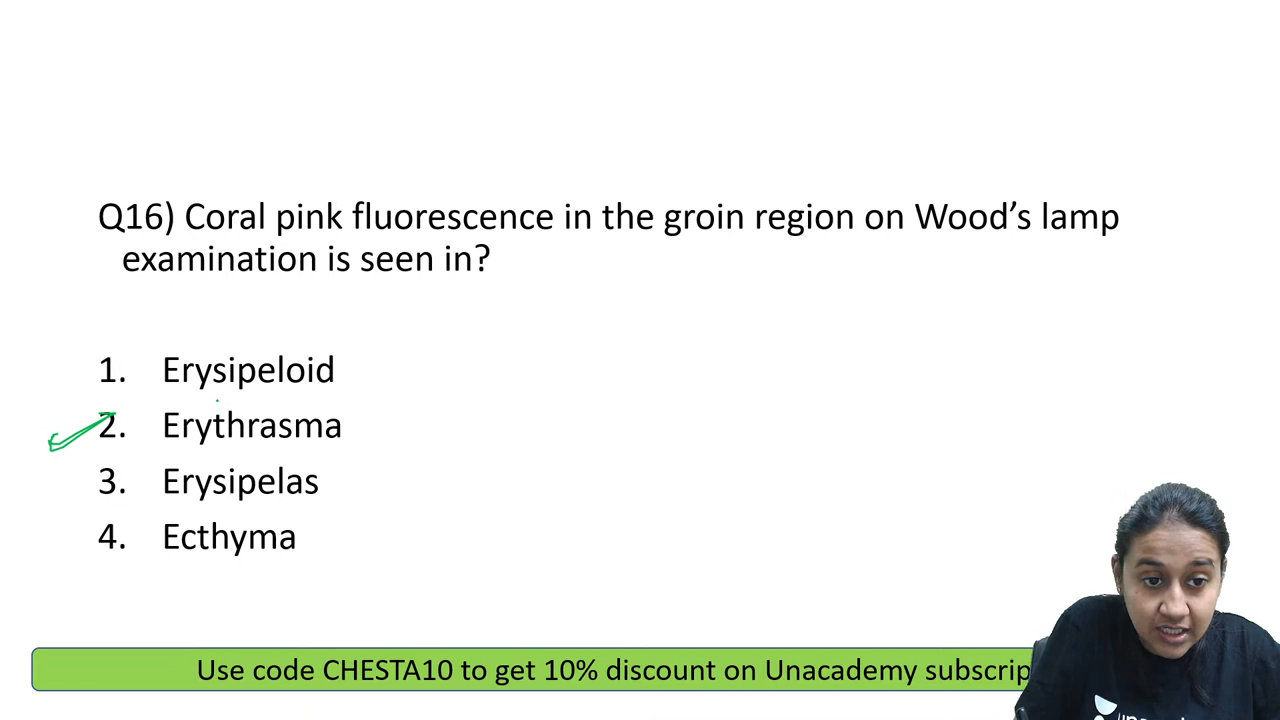 Q16) Coral pink fluorescence in the groin region on Wood’s lamp
examination is seen in?
1. Erysipeloid
2. Erythrasma
3. Erysipelas
4. Ecthyma
Use code CHESTA10 to get 10% discount on Unacademy